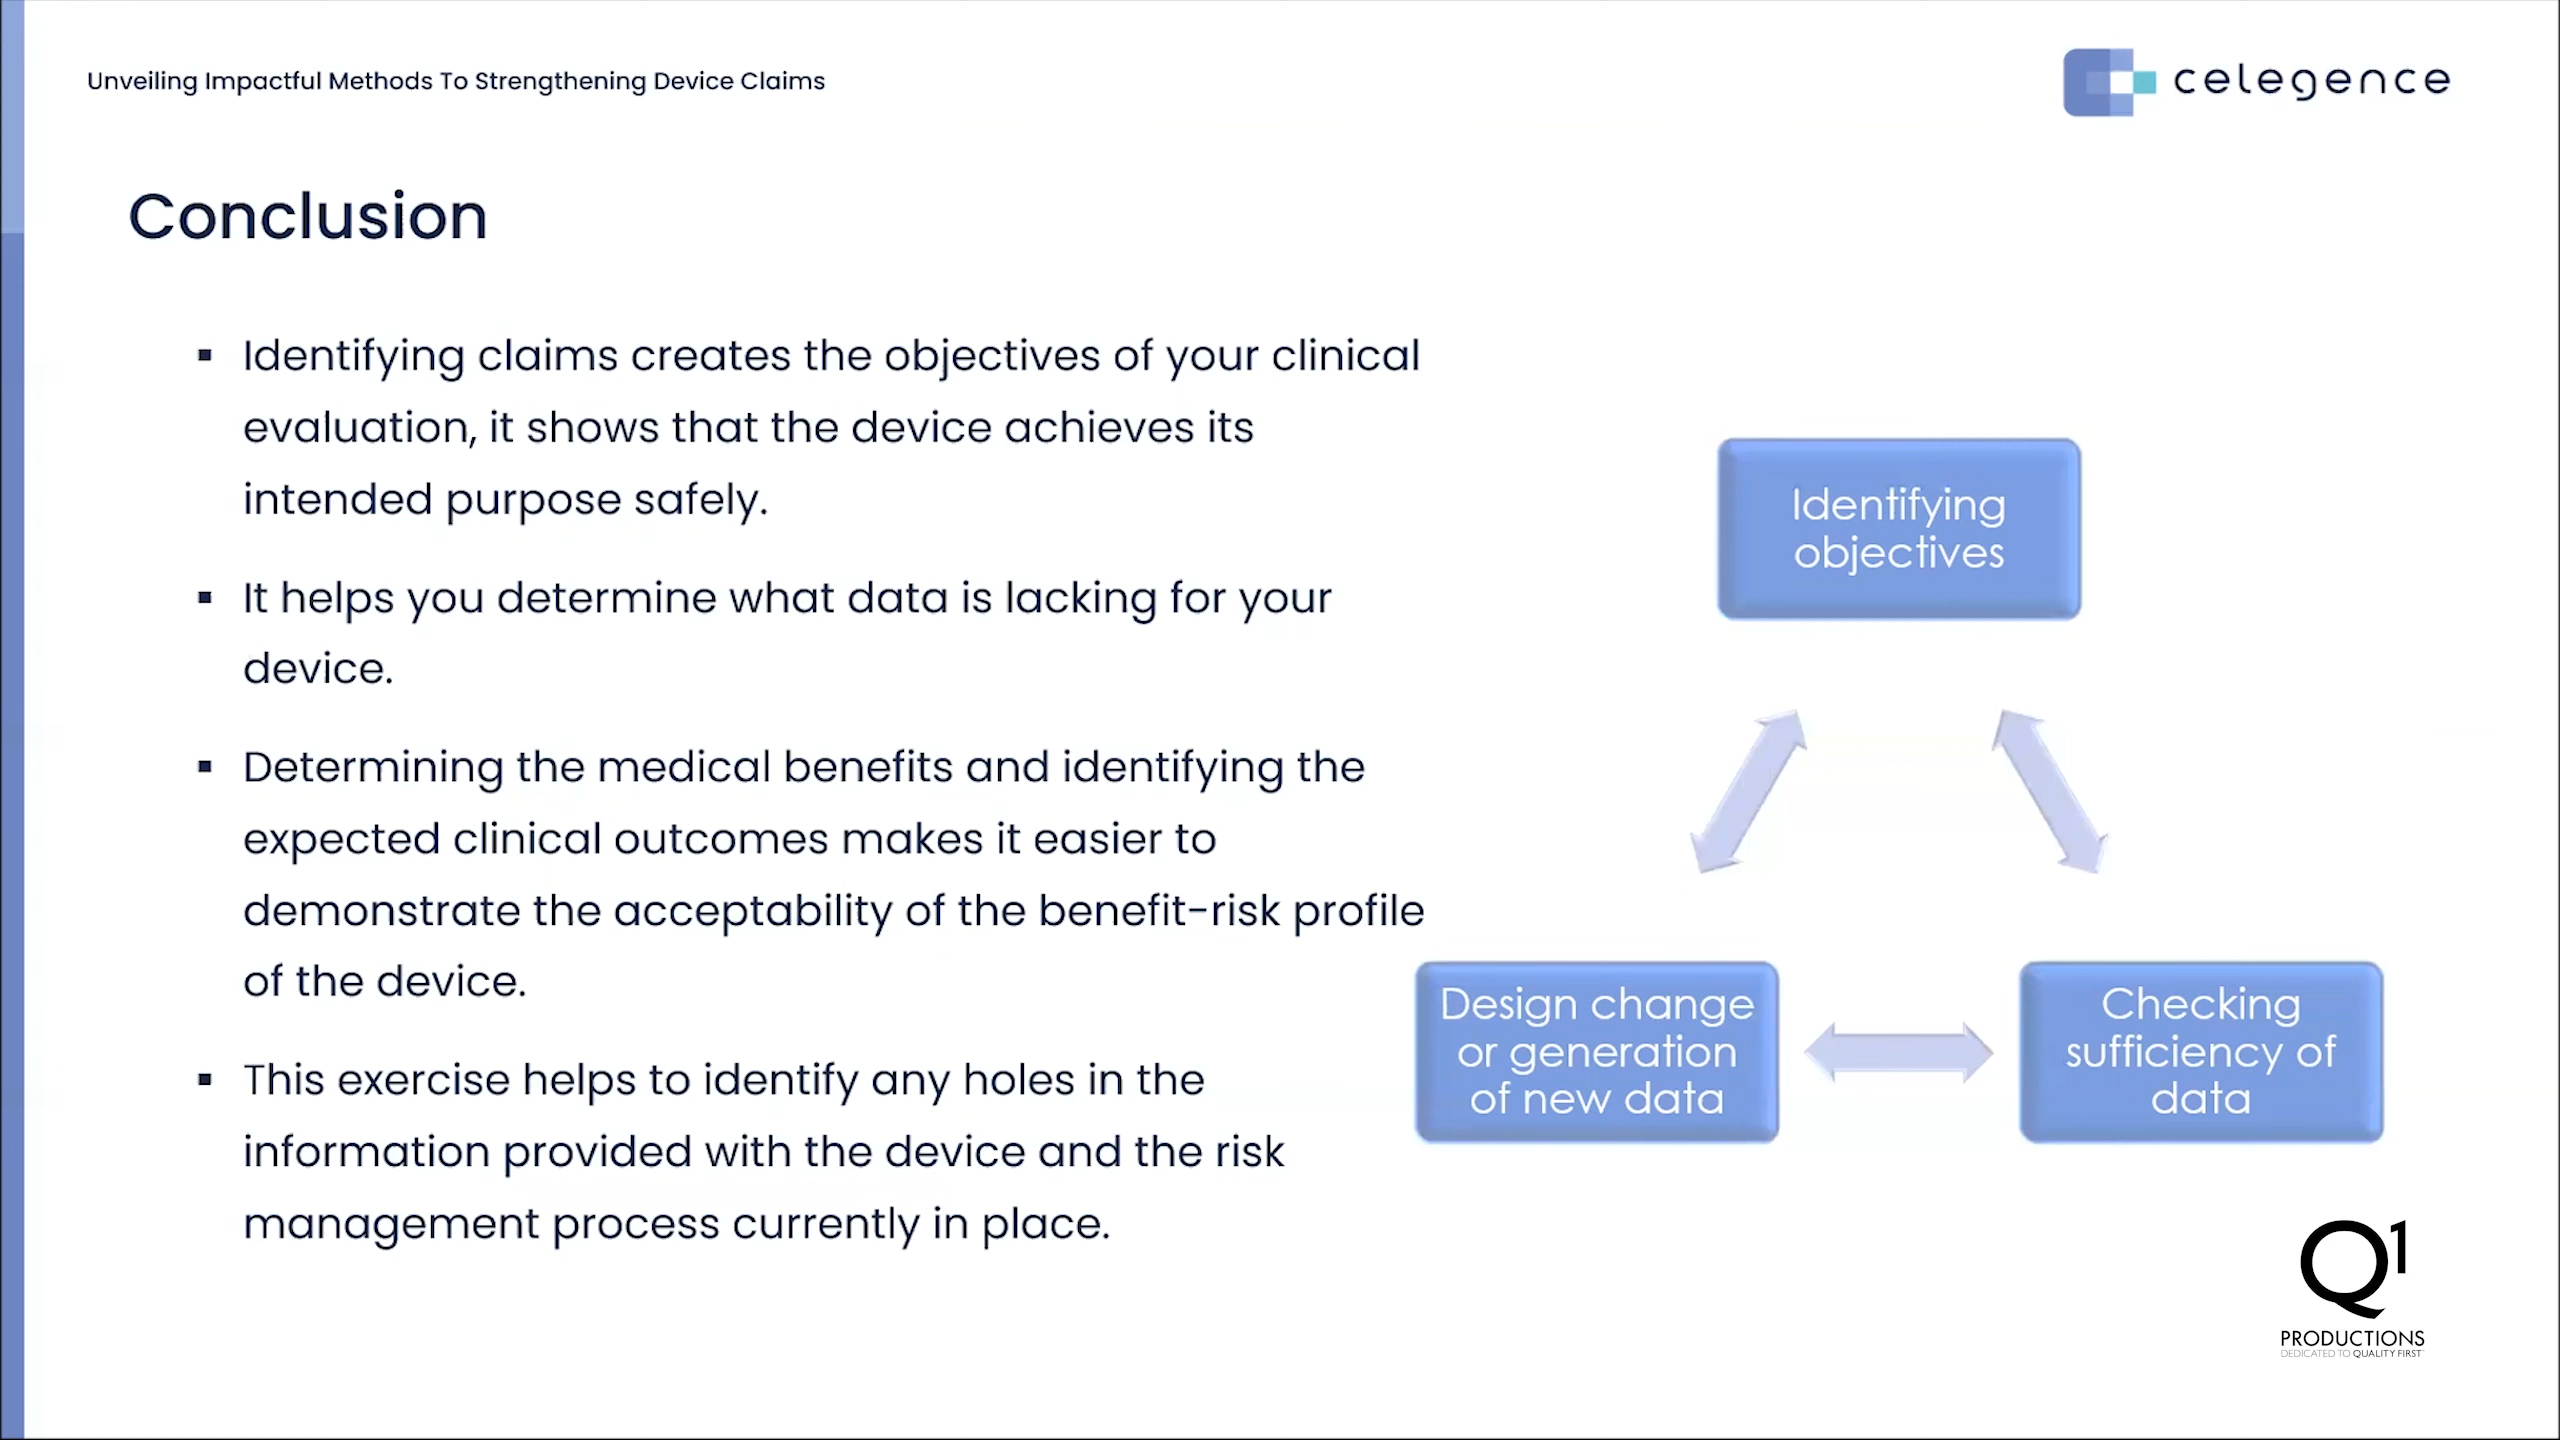 Unveiling Impactful Methods To Strengthening Device Claims
celegence
Conclusion
▪ Identifying claims creates the objectives of your clinical
evaluation, it shows that the device achieves its
intended purpose safely.
▪ It helps you determine what data is lacking for your
device.
▪ Determining the medical benefits and identifying the
expected clinical outcomes makes it easier to
demonstrate the acceptability of the benefit-risk profile
of the device.
▪ This exercise helps to identify any holes in the
information provided with the device and the risk
management process currently in place.
Identifying
objectives
Design change
or generation
of new data
Checking
sufficiency of
data
Q1
PRODUCTIONS
DEDICATED TO QUALITY FIRST